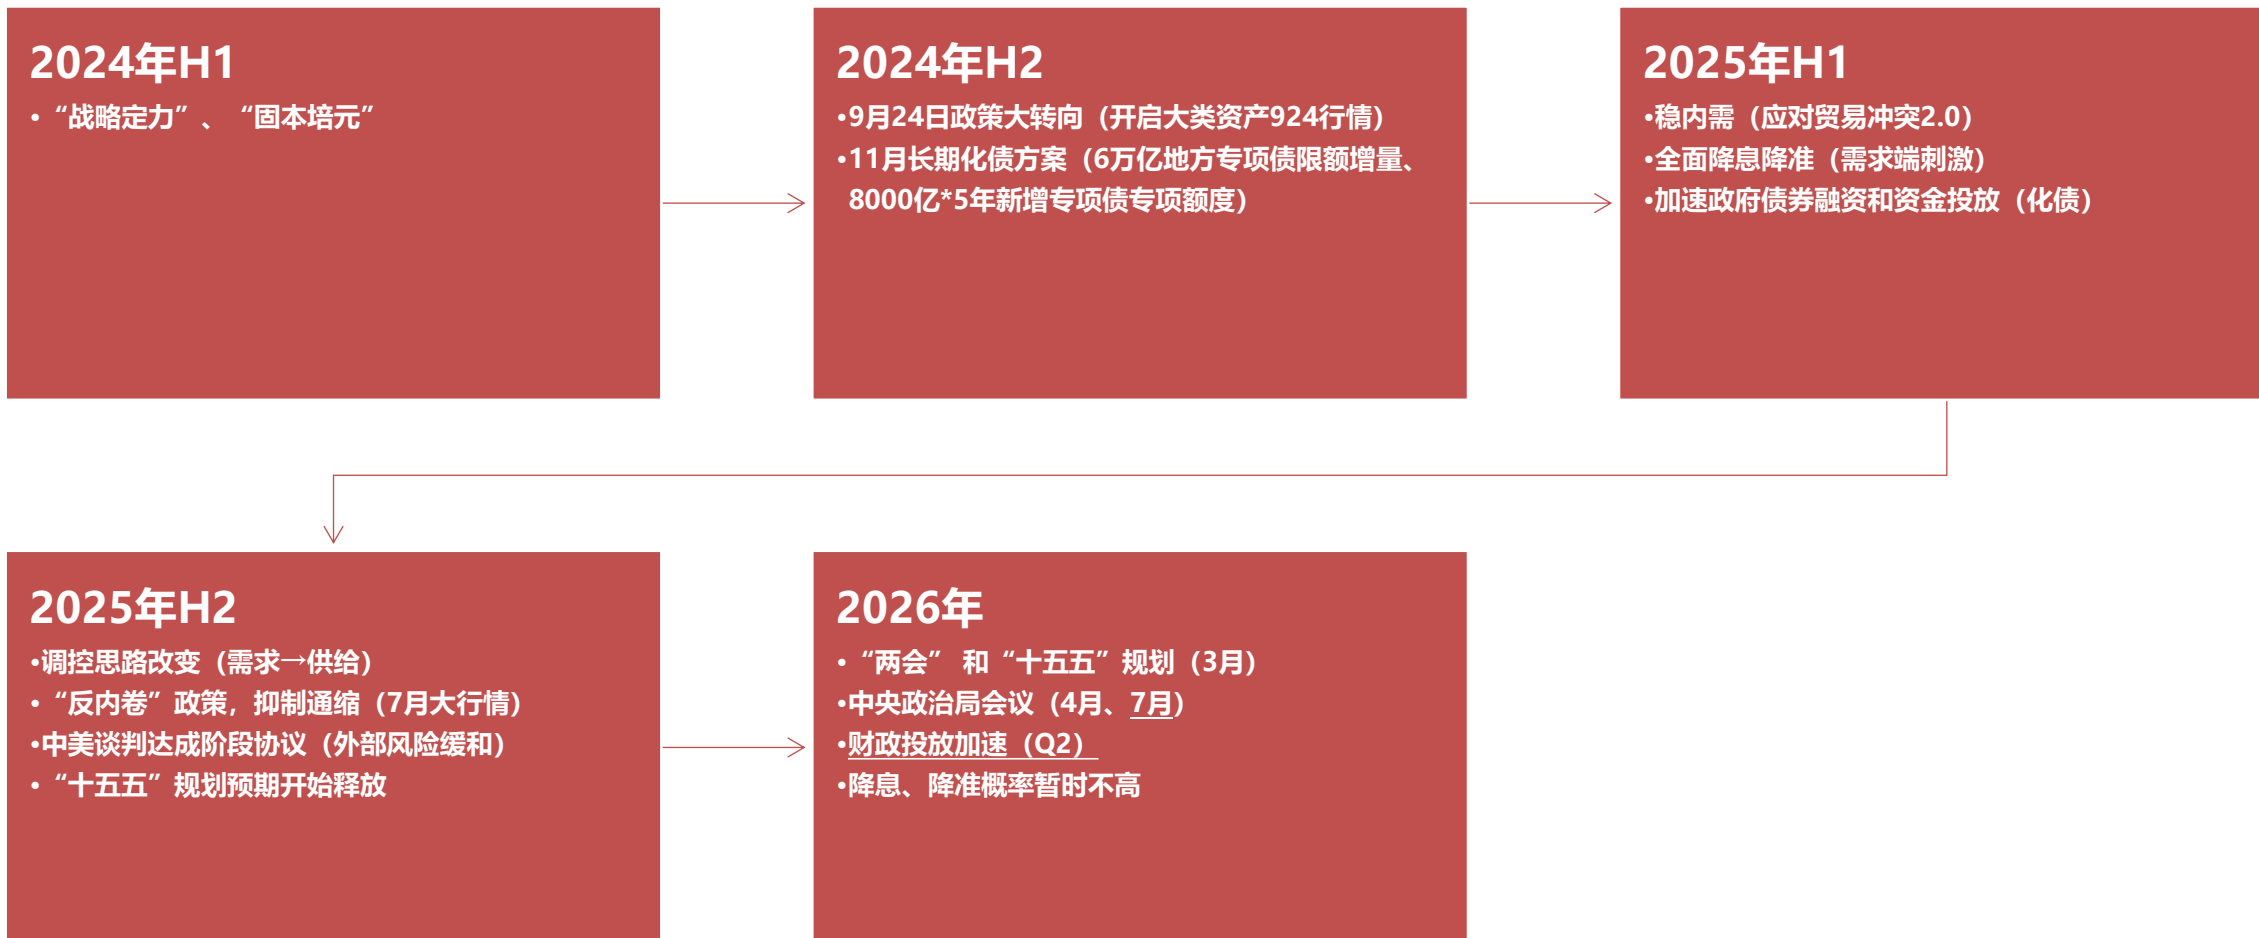 2024年H1
•“战略定力”、“固本培元”
2024年H2
•9月24日政策大转向（开启大类资产924行情）
•11月长期化债方案（6万亿地方专项债限额增量、
8000亿*5年新增专项债专项额度）
2025年H1
•稳内需（应对贸易冲突2.0）
•全面降息降准（需求端刺激）
•加速政府债券融资和资金投放（化债）
2025年H2
•调控思路改变（需求→供给）
•“反内卷”政策，抑制通缩（7月大行情）
•中美谈判达成阶段协议（外部风险缓和）
•“十五五”规划预期开始释放
2026年
•“两会” 和“十五五”规划（3月）
•中央政治局会议（4月、7月）
•财政投放加速（Q2）
•降息、降准概率暂时不高